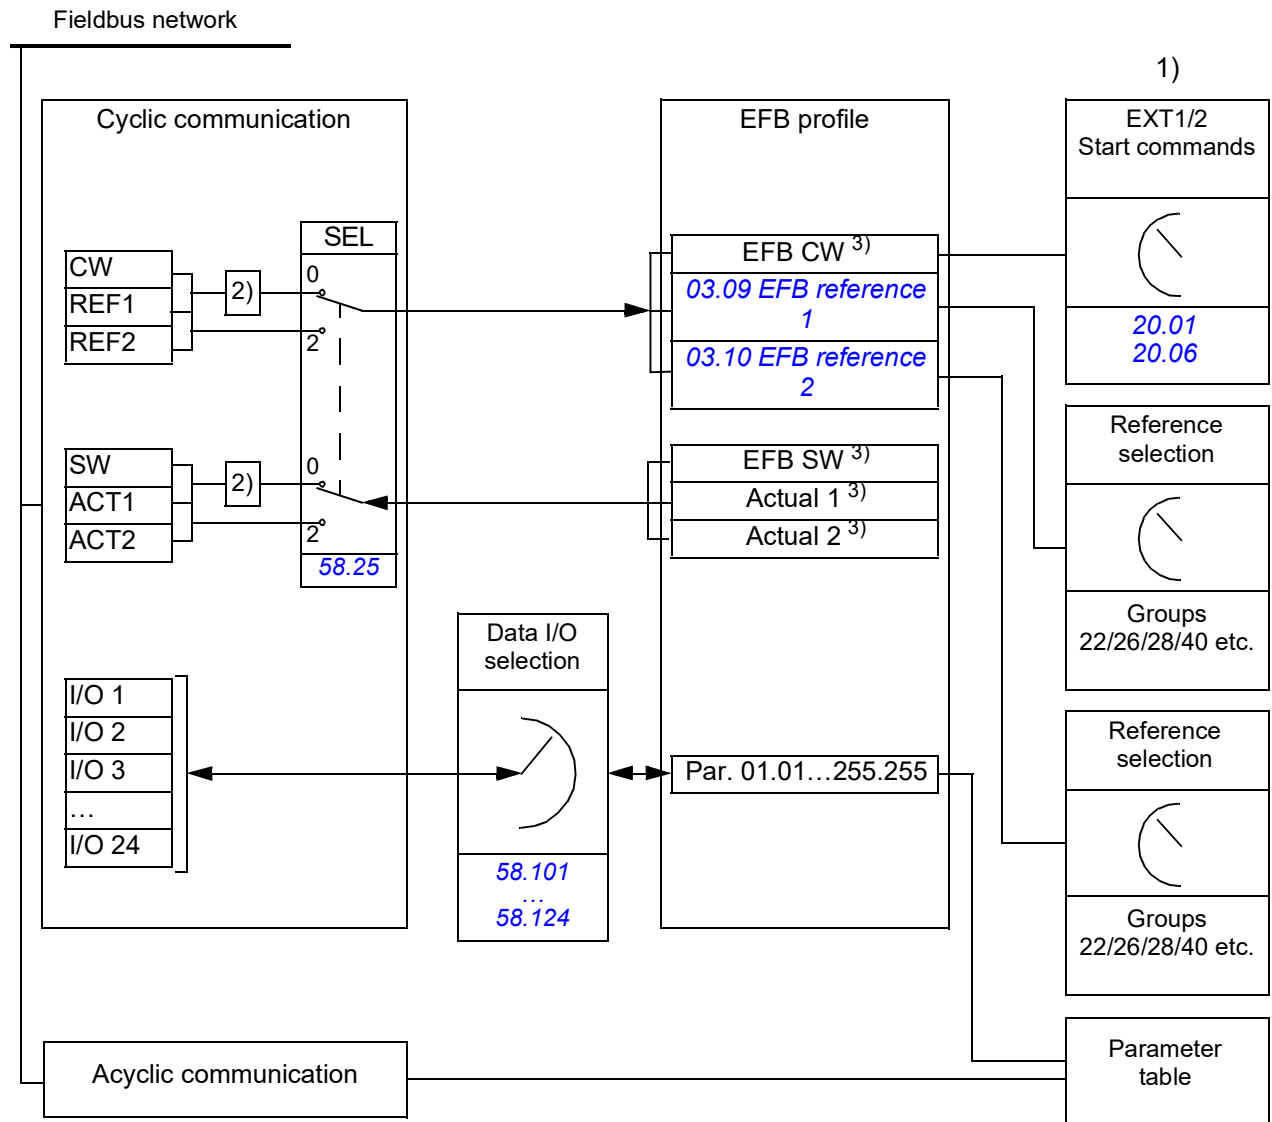 Fieldbus network
1)
Cyclic communication
EFB profile
EXT1/2
Start commands
SEL
CW
REF1
REF2
2)
0
2
EFB CW 3)
03.09 EFB reference
1
03.10 EFB reference
2
20.01
20.06
SW
ACT1
ACT2
2)
0
2
58.25
EFB SW 3)
Actual 1 3)
Actual 2 3)
Reference
selection
Groups
22/26/28/40 etc.
Data I/O
selection
I/O 1
I/O 2
I/O 3
…
I/O 24
58.101
…
58.124
Par. 01.01…255.255
Reference
selection
Groups
22/26/28/40 etc.
Acyclic communication
Parameter
table